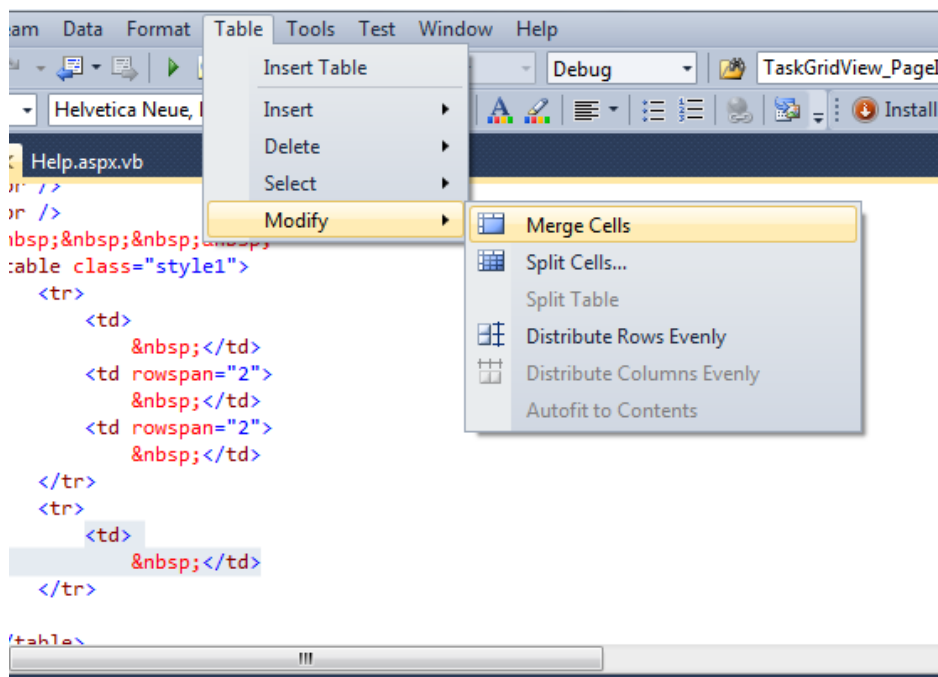 eam Data Format Table Tools Test Window Help
Insert Table
Debug
TaskGridView_PageI
Helvetica Neue, 
Insert
Install
Delete
Help.aspx.vb
Select
br />
Modify
br />
Merge Cells
nbsp;&nbsp;&nbsp;&nbsp;
Split Cells...
table class="style1">
<tr>
Split Table
<td>
Distribute Rows Evenly
&nbsp;</td>
<td rowspan="2">
Distribute Columns Evenly
&nbsp;</td>
Autofit to Contents
<td rowspan="2">
&nbsp;</td>
</tr>
<tr>
<td>
&nbsp;</td>
</tr>
/table>